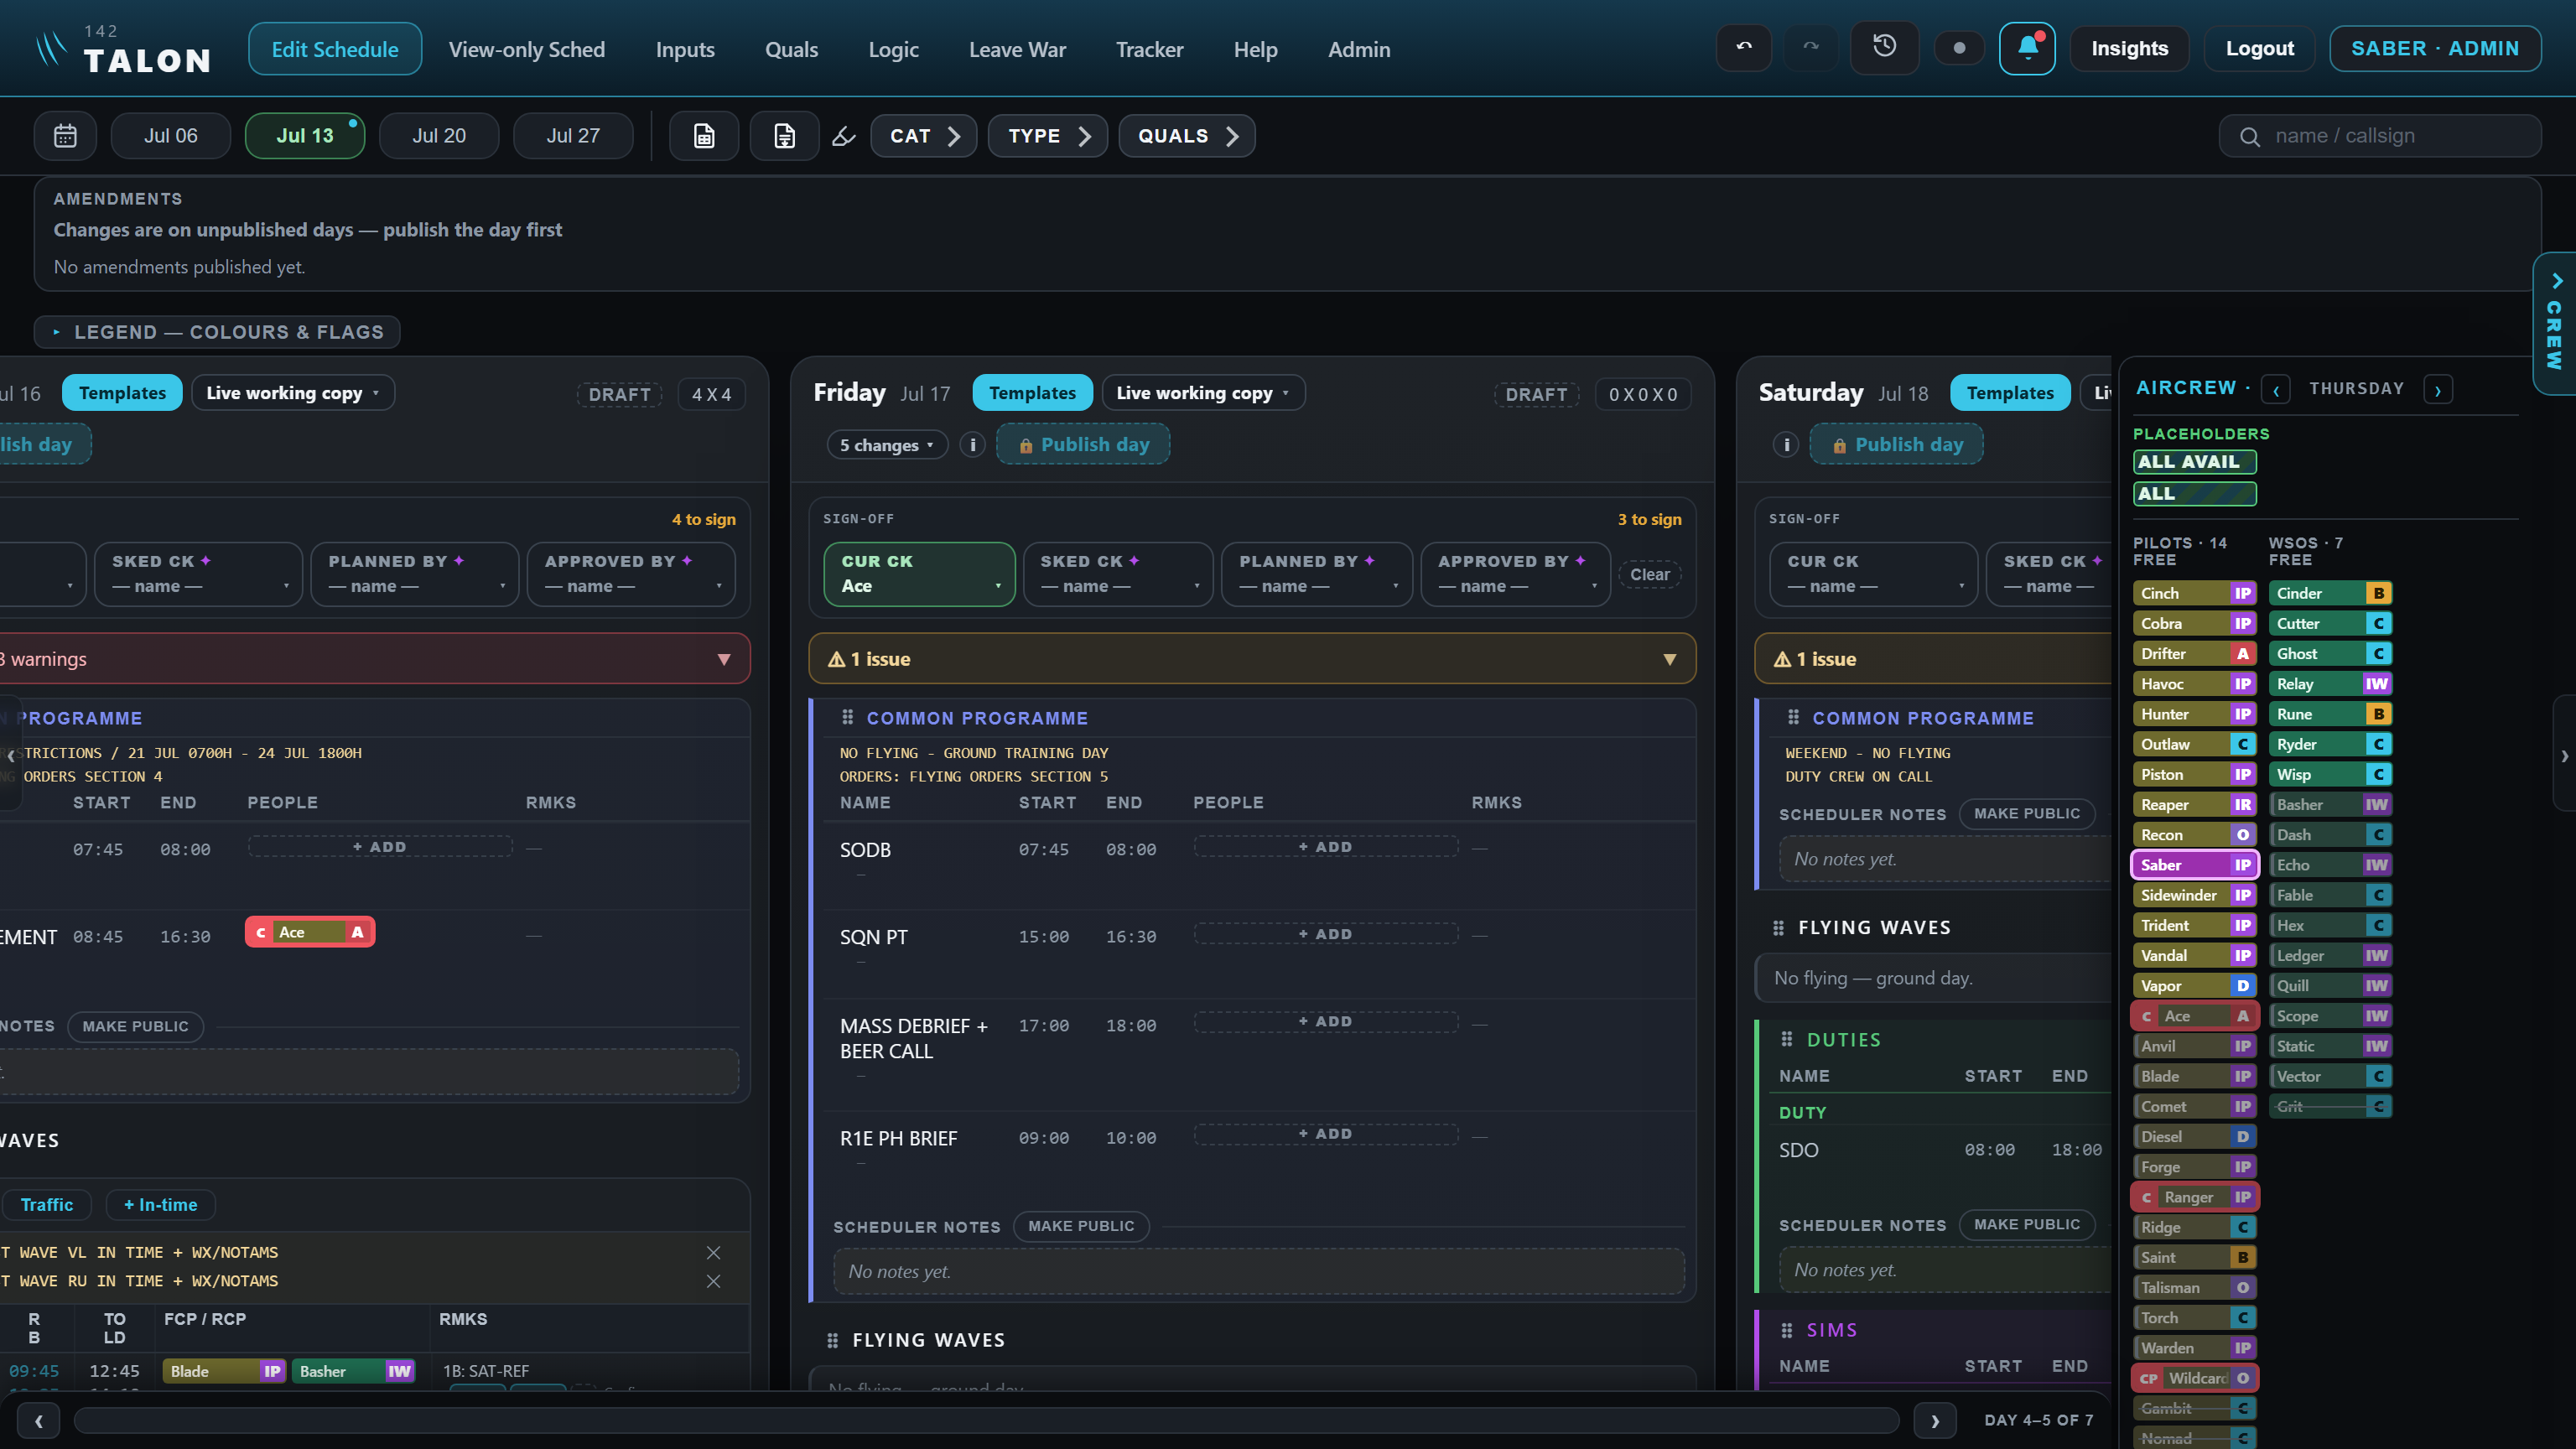 142
TALON
Edit Schedule
View-only Sched
Inputs
Quals
Logic
Leave War
Tracker
Help
Admin
Insights
Logout
SABER · ADMIN
Jul 06
Jul 13
Jul 20
Jul 27
CAT
TYPE
QUALS
name / callsign
AMENDMENTS
Changes are on unpublished days — publish the day first
No amendments published yet.
LEGEND — COLOURS & FLAGS
CREW
ul 16
Templates
Live working copy
DRAFT
4 X 4
lish day
4 to sign
SKED CK
— name —
PLANNED BY
— name —
APPROVED BY
— name —
3 warnings
PROGRAMME
RESTRICTIONS / 21 JUL 0700H - 24 JUL 1800H
ORDERS SECTION 4
START END PEOPLE RMKS
07:45 08:00 + ADD —
EMENT 08:45 16:30 C Ace A —
NOTES MAKE PUBLIC
WAVES
Traffic
+ In-time
T WAVE VL IN TIME + WX/NOTAMS
T WAVE RU IN TIME + WX/NOTAMS
R
B
TO
LD
FCP / RCP
RMKS
09:45 12:45 Blade IP Basher IW 1B: SAT-REF
Friday Jul 17
Templates
Live working copy
DRAFT
0 X 0 X 0
5 changes
i
Publish day
SIGN-OFF
3 to sign
CUR CK
Ace
SKED CK
— name —
PLANNED BY
— name —
APPROVED BY
— name —
Clear
1 issue
COMMON PROGRAMME
NO FLYING - GROUND TRAINING DAY
ORDERS: FLYING ORDERS SECTION 5
NAME START END PEOPLE RMKS
SODB 07:45 08:00 + ADD —
—
SQN PT 15:00 16:30 + ADD —
—
MASS DEBRIEF + 17:00 18:00 + ADD —
BEER CALL
—
R1E PH BRIEF 09:00 10:00 + ADD —
—
SCHEDULER NOTES MAKE PUBLIC
No notes yet.
FLYING WAVES
No flying — ground day.
Saturday Jul 18
Templates
Li
i
Publish day
SIGN-OFF
CUR CK
— name —
SKED CK
— name —
1 issue
COMMON PROGRAMME
WEEKEND - NO FLYING
DUTY CREW ON CALL
SCHEDULER NOTES MAKE PUBLIC
No notes yet.
FLYING WAVES
No flying — ground day.
DUTIES
NAME START END
DUTY
SDO 08:00 18:00
SCHEDULER NOTES MAKE PUBLIC
No notes yet.
SIMS
NAME START END
AIRCREW · THURSDAY
PLACEHOLDERS
ALL AVAIL
ALL
PILOTS · 14
FREE
Cinch IP
Cobra IP
Drifter A
Havoc IP
Hunter IP
Outlaw C
Piston IP
Reaper IR
Recon O
Saber IP
Sidewinder IP
Trident IP
Vandal IP
Vapor D
C Ace A
Anvil IP
Blade IP
Comet IP
Diesel D
Forge IP
C Ranger IP
Ridge C
Saint B
Talisman O
Torch C
Warden IP
CP Wildcard O
Gambit C
Nomad C
WSOS · 7
FREE
Cinder B
Cutter C
Ghost C
Relay IW
Rune B
Ryder C
Wisp C
Basher IW
Dash C
Echo IW
Fable C
Hex C
Ledger IW
Quill IW
Scope IW
Static IW
Vector C
Grit C
DAY 4–5 OF 7